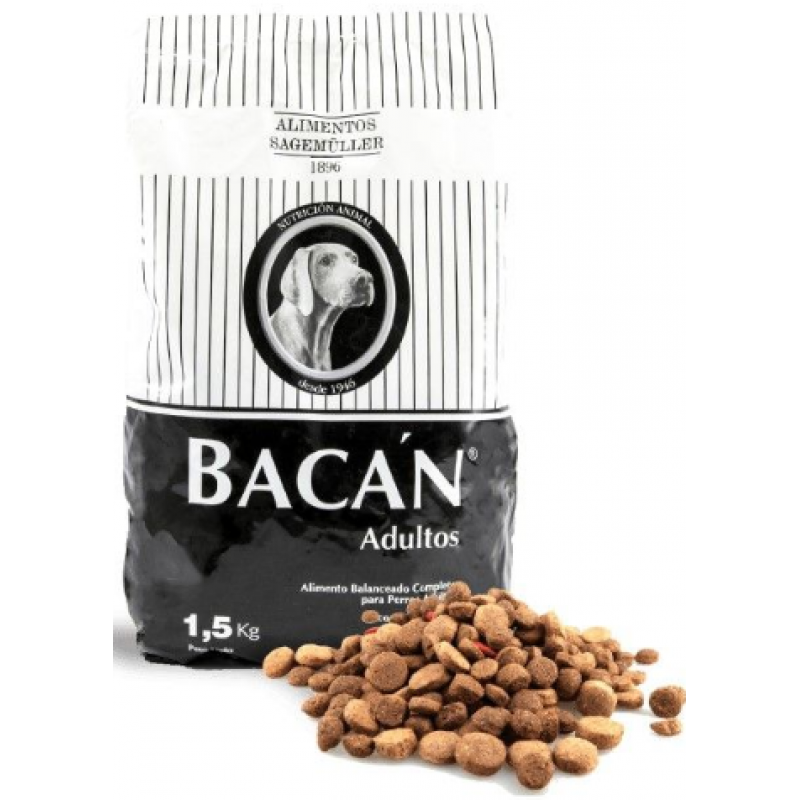 ALIMENTOS
SAGEMÜLLER
1896
NUTRICIÓN ANIMAL
desde 1946
BACÁN®
Adultos
Alimento Balanceado Completo
para Perros
1,5 Kg